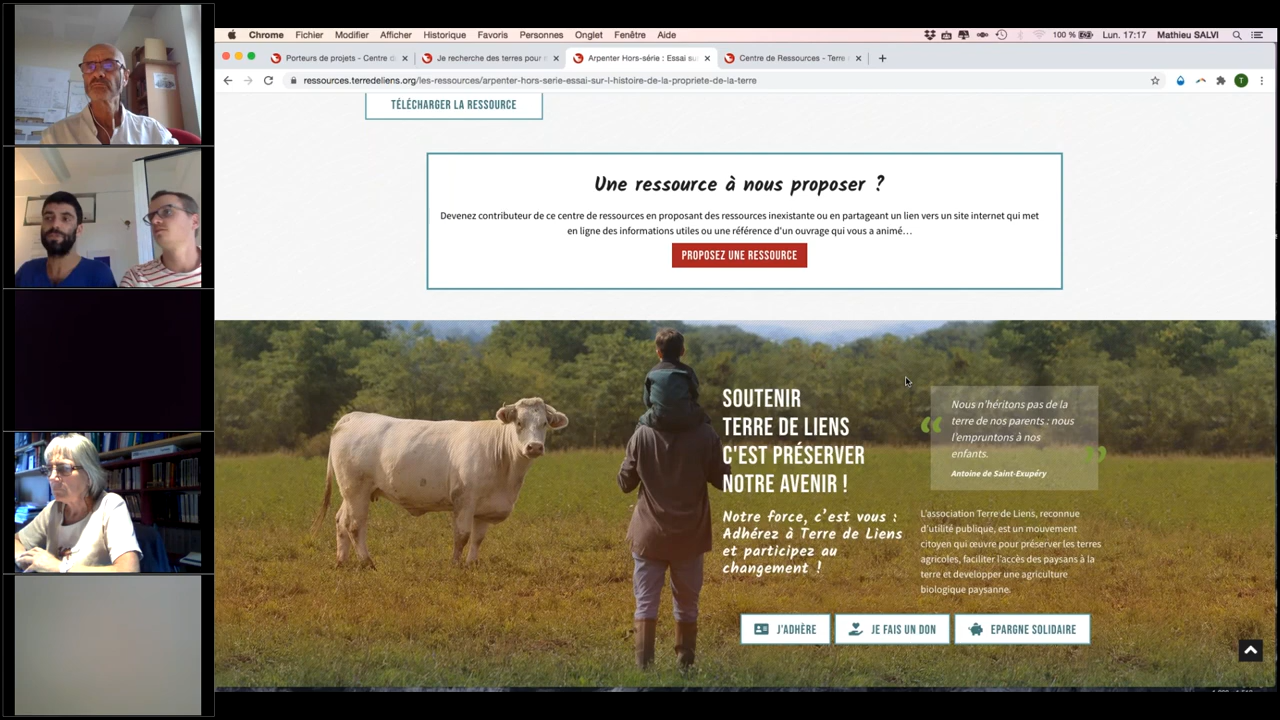 Chrome Fichier Modifier Afficher Historique Favoris Personnes Onglet Fenêtre Aide 100 % Lun. 17:17 Mathieu SALVI
Porteurs de projets - Centre d Je recherche des terres pour Arpenter Hors-série : Essai su Centre de Ressources - Terre
ressources.terredeliens.org/les-ressources/arpenter-hors-serie-essai-sur-l-histoire-de-la-propriete-de-la-terre
T
TÉLÉCHARGER LA RESSOURCE
Une ressource à nous proposer ?
Devenez contributeur de ce centre de ressources en proposant des ressources inexistante ou en partageant un lien vers un site internet qui met
en ligne des informations utiles ou une référence d'un ouvrage qui vous a animé…
PROPOSEZ UNE RESSOURCE
SOUTENIR
TERRE DE LIENS
C'EST PRÉSERVER
NOTRE AVENIR !
Notre force, c'est vous :
Adhérez à Terre de Liens
et participez au
changement !
“ Nous n'héritons pas de la
terre de nos parents : nous
l'empruntons à nos
enfants. ”
Antoine de Saint-Exupéry
L'association Terre de Liens, reconnue
d'utilité publique, est un mouvement
citoyen qui œuvre pour préserver les terres
agricoles, faciliter l'accès des paysans à la
terre et developper une agriculture
biologique paysanne.
J'ADHÈRE
JE FAIS UN DON
EPARGNE SOLIDAIRE